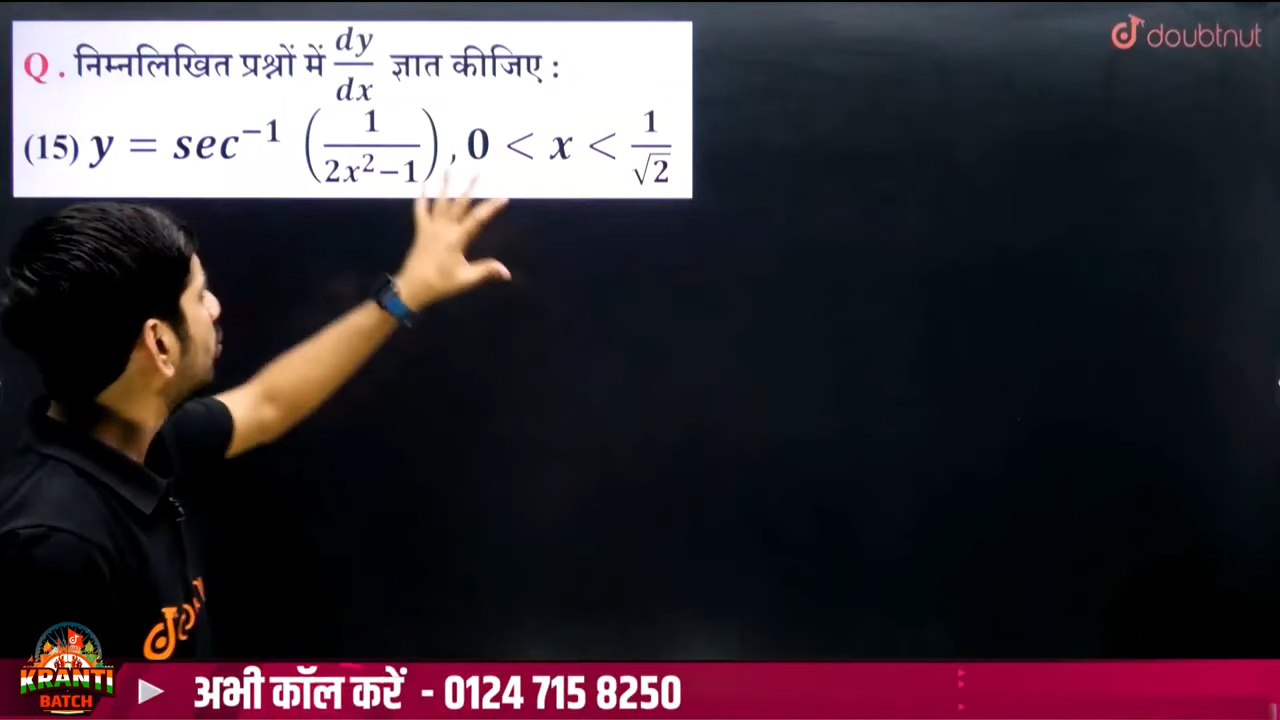 Q . निम्नलिखित प्रश्नों में dy/dx ज्ञात कीजिए :
(15) y = sec⁻¹ (1/(2x²−1)), 0 < x < 1/√2
doubtnut
KRANTI
BATCH
अभी कॉल करें - 0124 715 8250